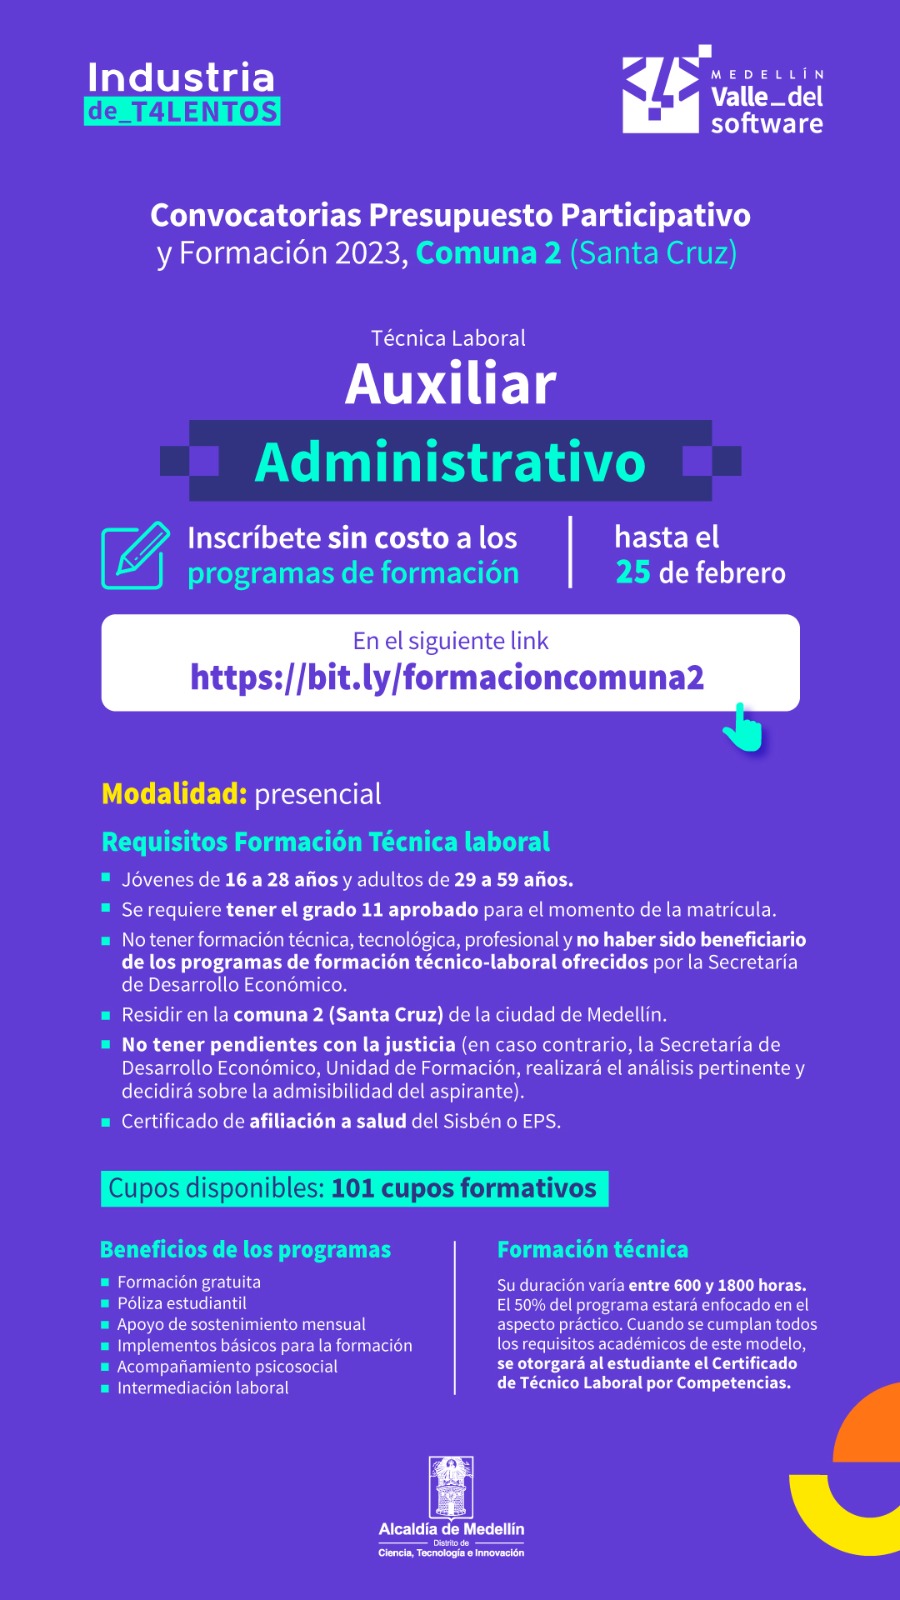 Industria
de_T4LENTOS
MEDELLÍN
Valle_del
software
Convocatorias Presupuesto Participativo
y Formación 2023, Comuna 2 (Santa Cruz)
Técnica Laboral
Auxiliar
Administrativo
Inscríbete sin costo a los
programas de formación
hasta el
25 de febrero
En el siguiente link
https://bit.ly/formacioncomuna2
Modalidad: presencial
Requisitos Formación Técnica laboral
Jóvenes de 16 a 28 años y adultos de 29 a 59 años.
Se requiere tener el grado 11 aprobado para el momento de la matrícula.
No tener formación técnica, tecnológica, profesional y no haber sido beneficiario
de los programas de formación técnico-laboral ofrecidos por la Secretaría
de Desarrollo Económico.
Residir en la comuna 2 (Santa Cruz) de la ciudad de Medellín.
No tener pendientes con la justicia (en caso contrario, la Secretaría de
Desarrollo Económico, Unidad de Formación, realizará el análisis pertinente y
decidirá sobre la admisibilidad del aspirante).
Certificado de afiliación a salud del Sisbén o EPS.
Cupos disponibles: 101 cupos formativos
Beneficios de los programas
Formación gratuita
Póliza estudiantil
Apoyo de sostenimiento mensual
Implementos básicos para la formación
Acompañamiento psicosocial
Intermediación laboral
Formación técnica
Su duración varía entre 600 y 1800 horas.
El 50% del programa estará enfocado en el
aspecto práctico. Cuando se cumplan todos
los requisitos académicos de este modelo,
se otorgará al estudiante el Certificado
de Técnico Laboral por Competencias.
Alcaldía de Medellín
Distrito de
Ciencia, Tecnología e Innovación